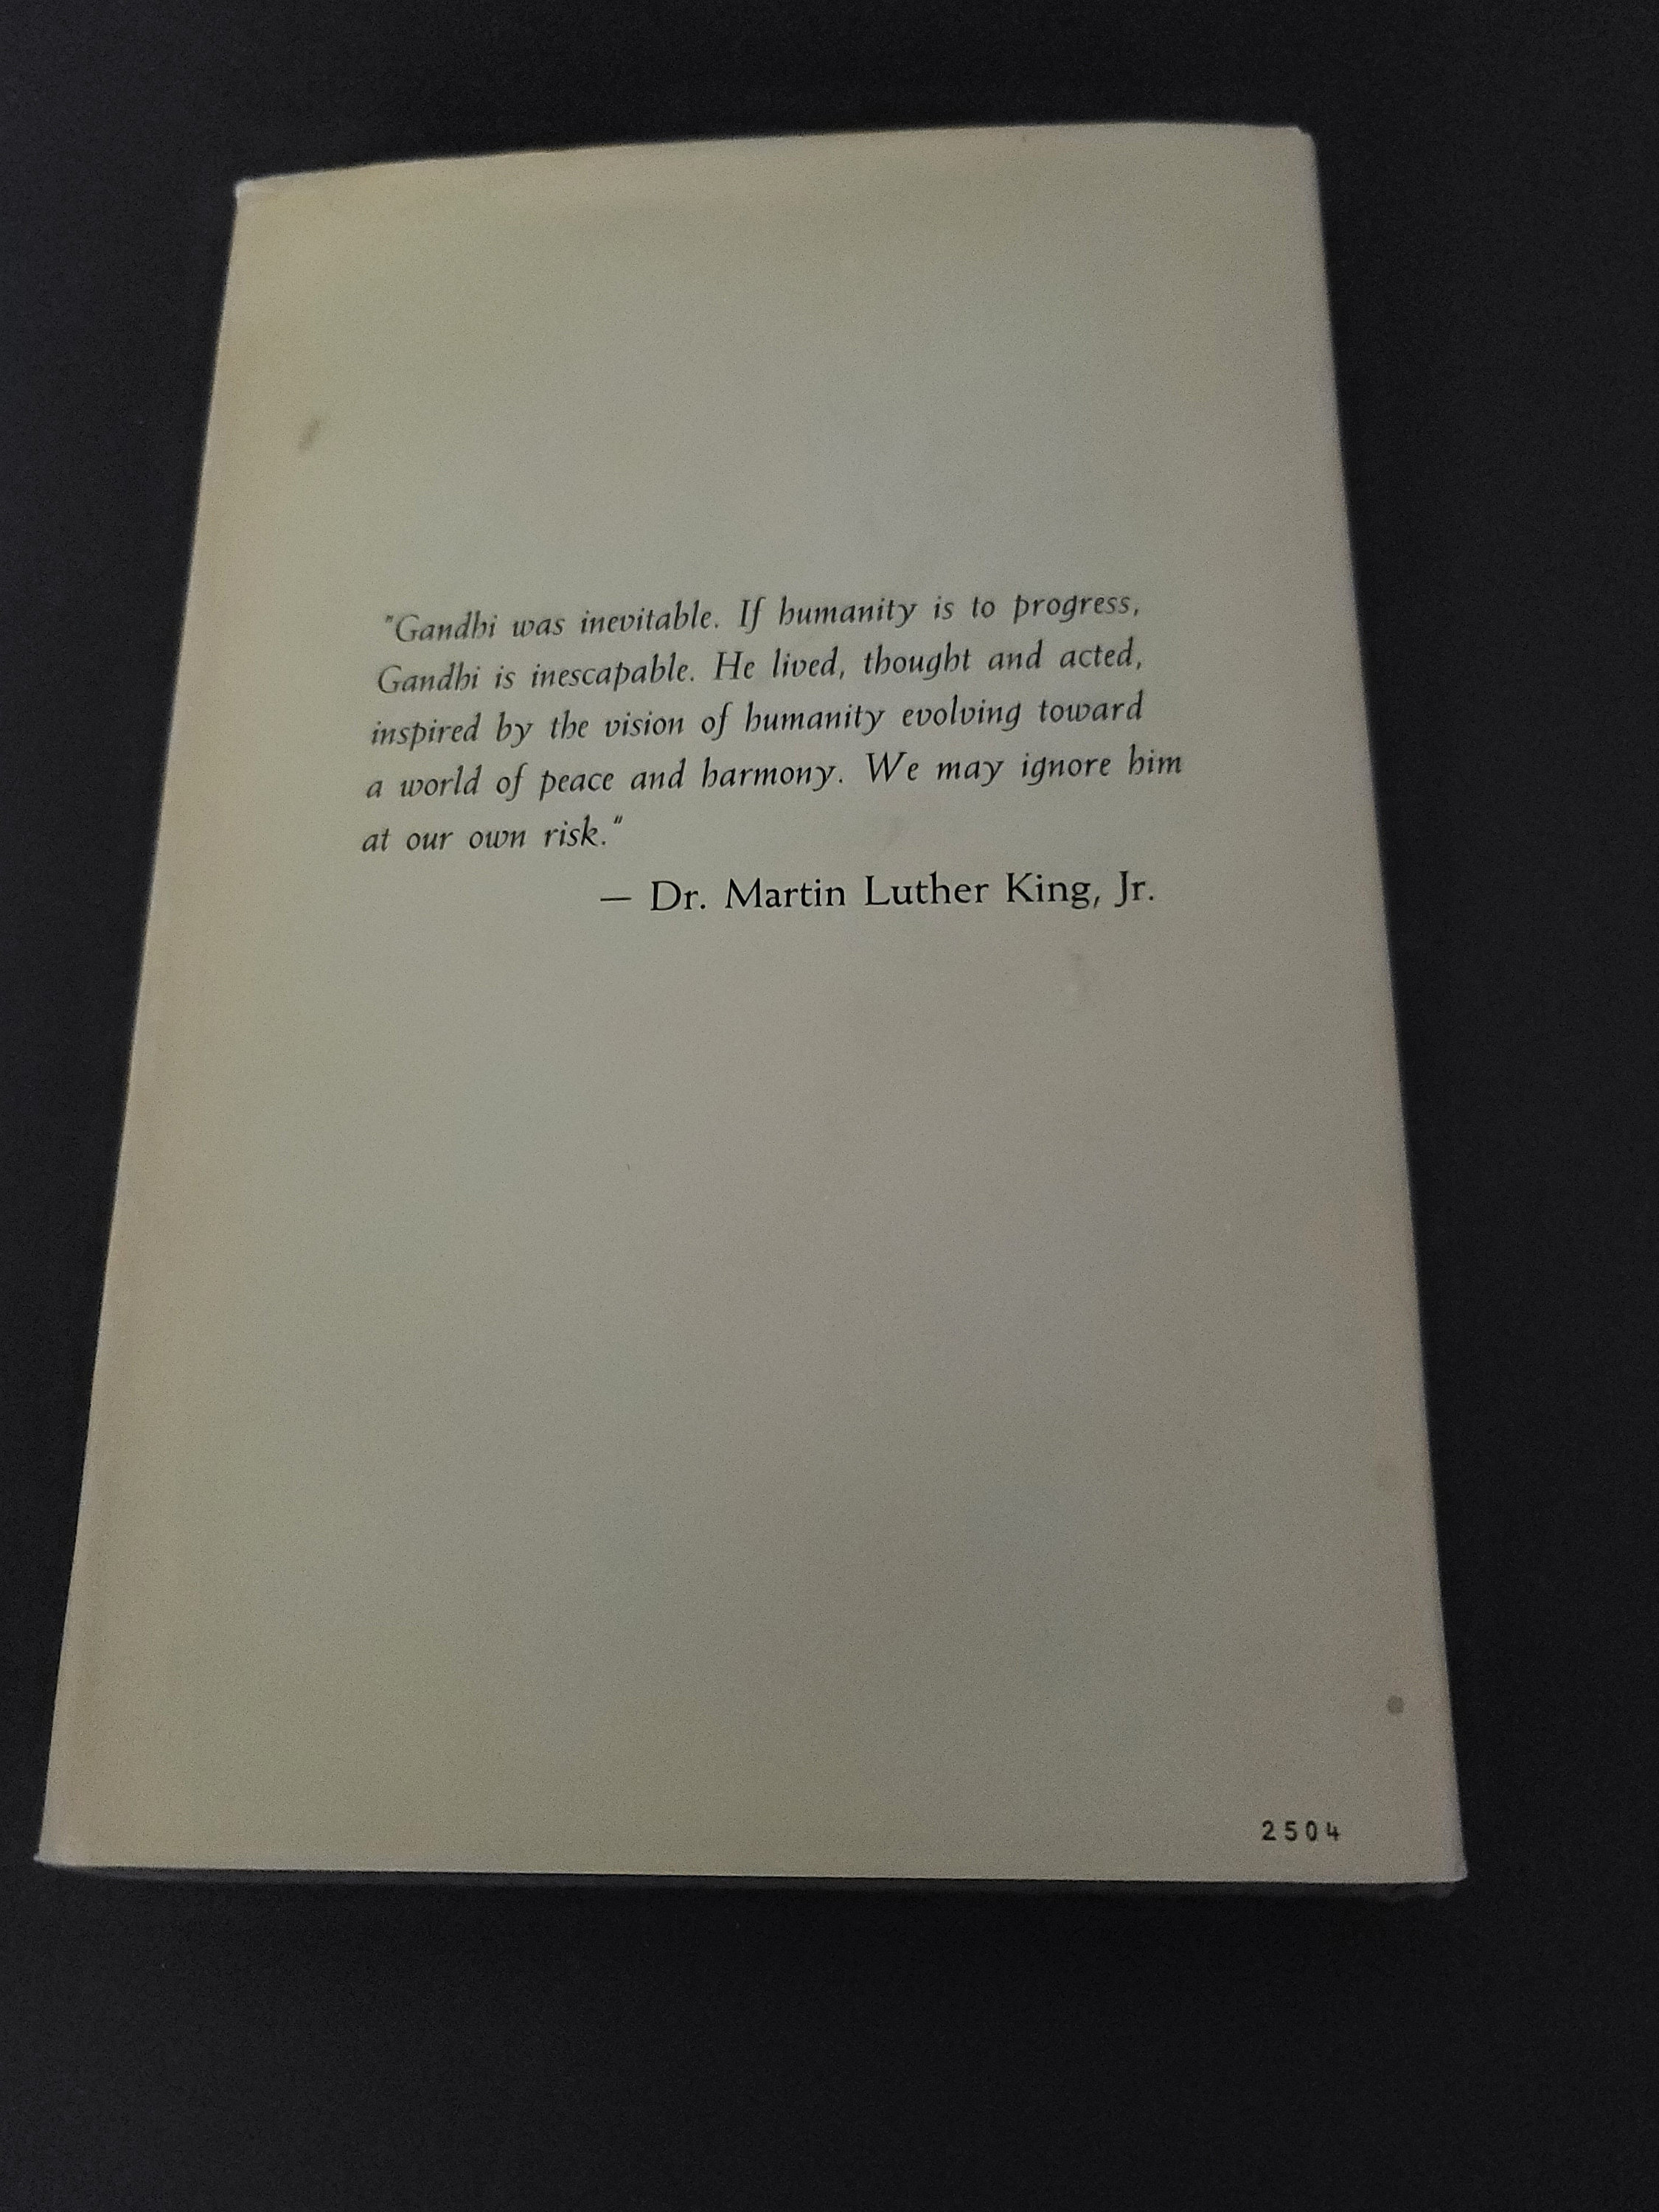 "Gandhi was inevitable. If humanity is to progress,
Gandhi is inescapable. He lived, thought and acted,
inspired by the vision of humanity evolving toward
a world of peace and harmony. We may ignore him
at our own risk."
— Dr. Martin Luther King, Jr.
2504